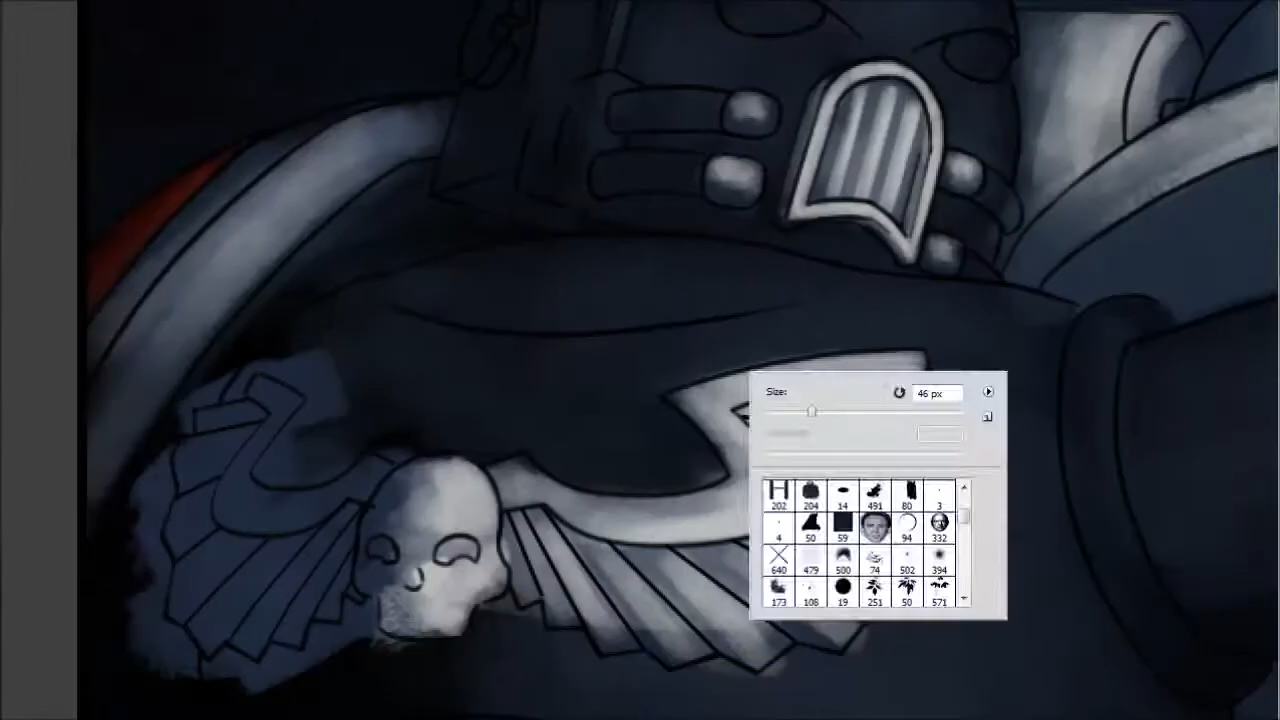 Size:
46 px
202 204 14 491 80 3
4 50 59 94 332
640 479 500 74 502 394
173 108 19 251 50 571